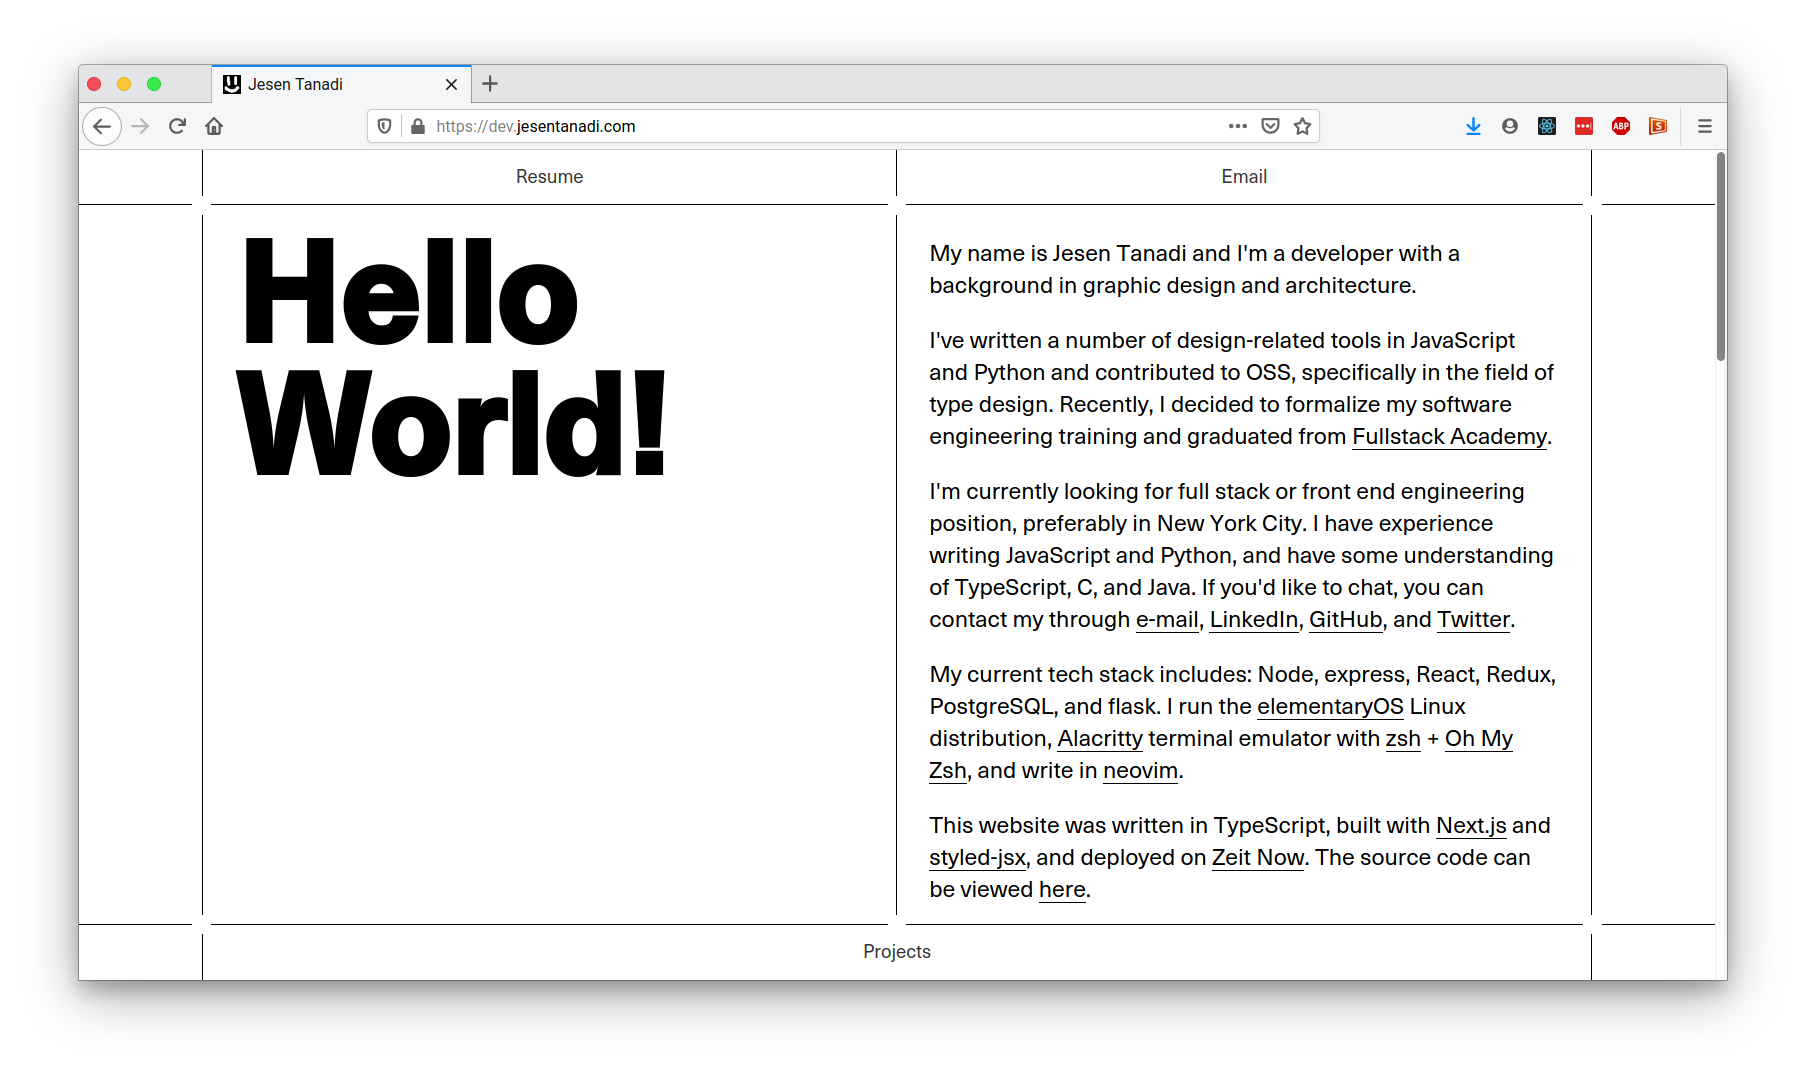 Jesen Tanadi
https://dev.jesentanadi.com
ABP
S
Resume
Email
Hello
World!
My name is Jesen Tanadi and I'm a developer with a
background in graphic design and architecture.
I've written a number of design-related tools in JavaScript
and Python and contributed to OSS, specifically in the field of
type design. Recently, I decided to formalize my software
engineering training and graduated from Fullstack Academy.
I'm currently looking for full stack or front end engineering
position, preferably in New York City. I have experience
writing JavaScript and Python, and have some understanding
of TypeScript, C, and Java. If you'd like to chat, you can
contact my through e-mail, LinkedIn, GitHub, and Twitter.
My current tech stack includes: Node, express, React, Redux,
PostgreSQL, and flask. I run the elementaryOS Linux
distribution, Alacritty terminal emulator with zsh + Oh My
Zsh, and write in neovim.
This website was written in TypeScript, built with Next.js and
styled-jsx, and deployed on Zeit Now. The source code can
be viewed here.
Projects